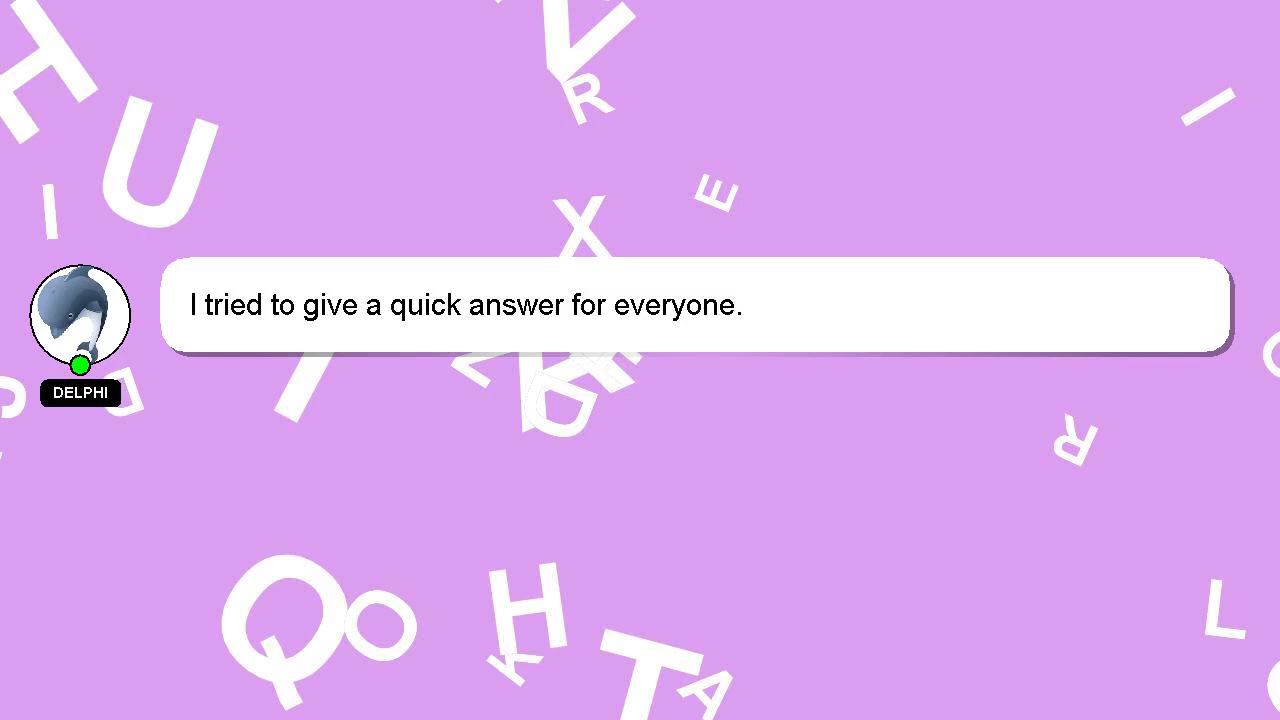 H
U
I
V
R
E
X
I
I tried to give a quick answer for everyone.
DELPHI
D
I
Z
D
R
Q
O
H
K
T
A
L